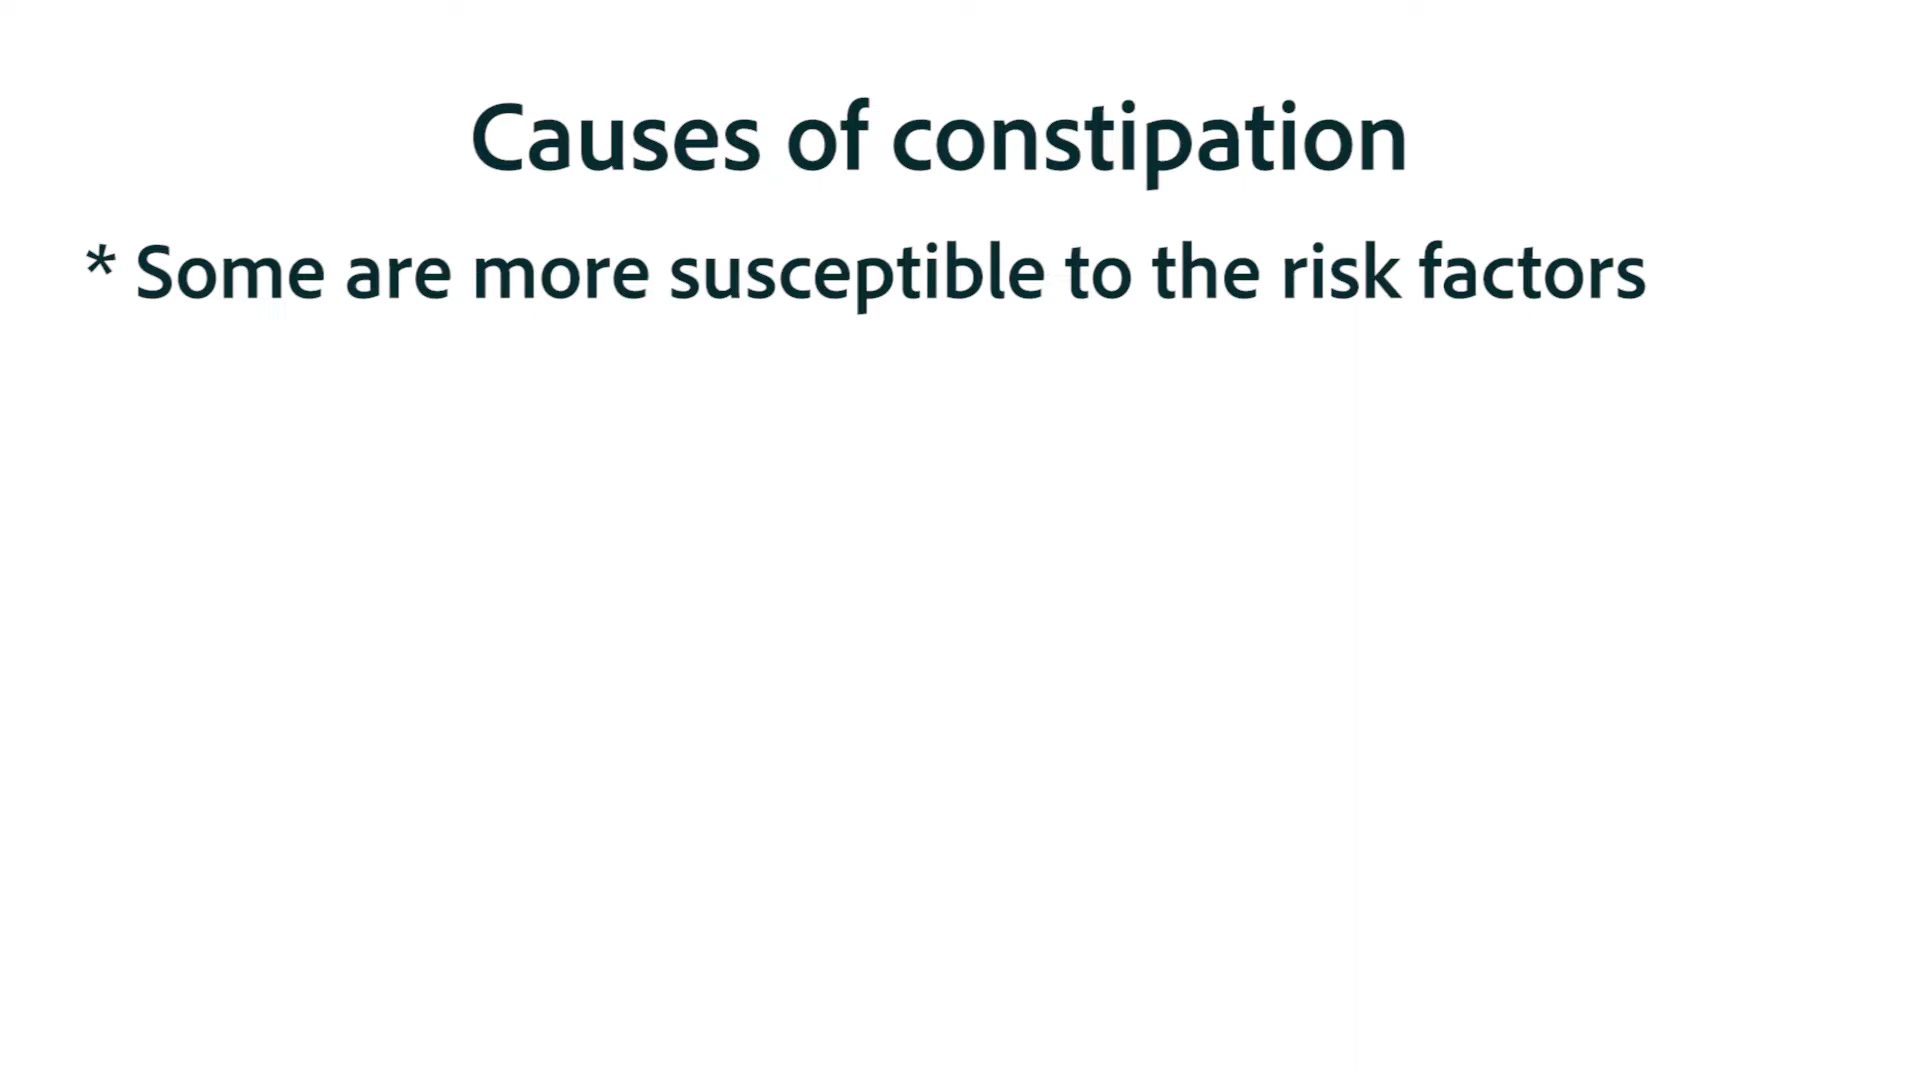 Causes of constipation
* Some are more susceptible to the risk factors